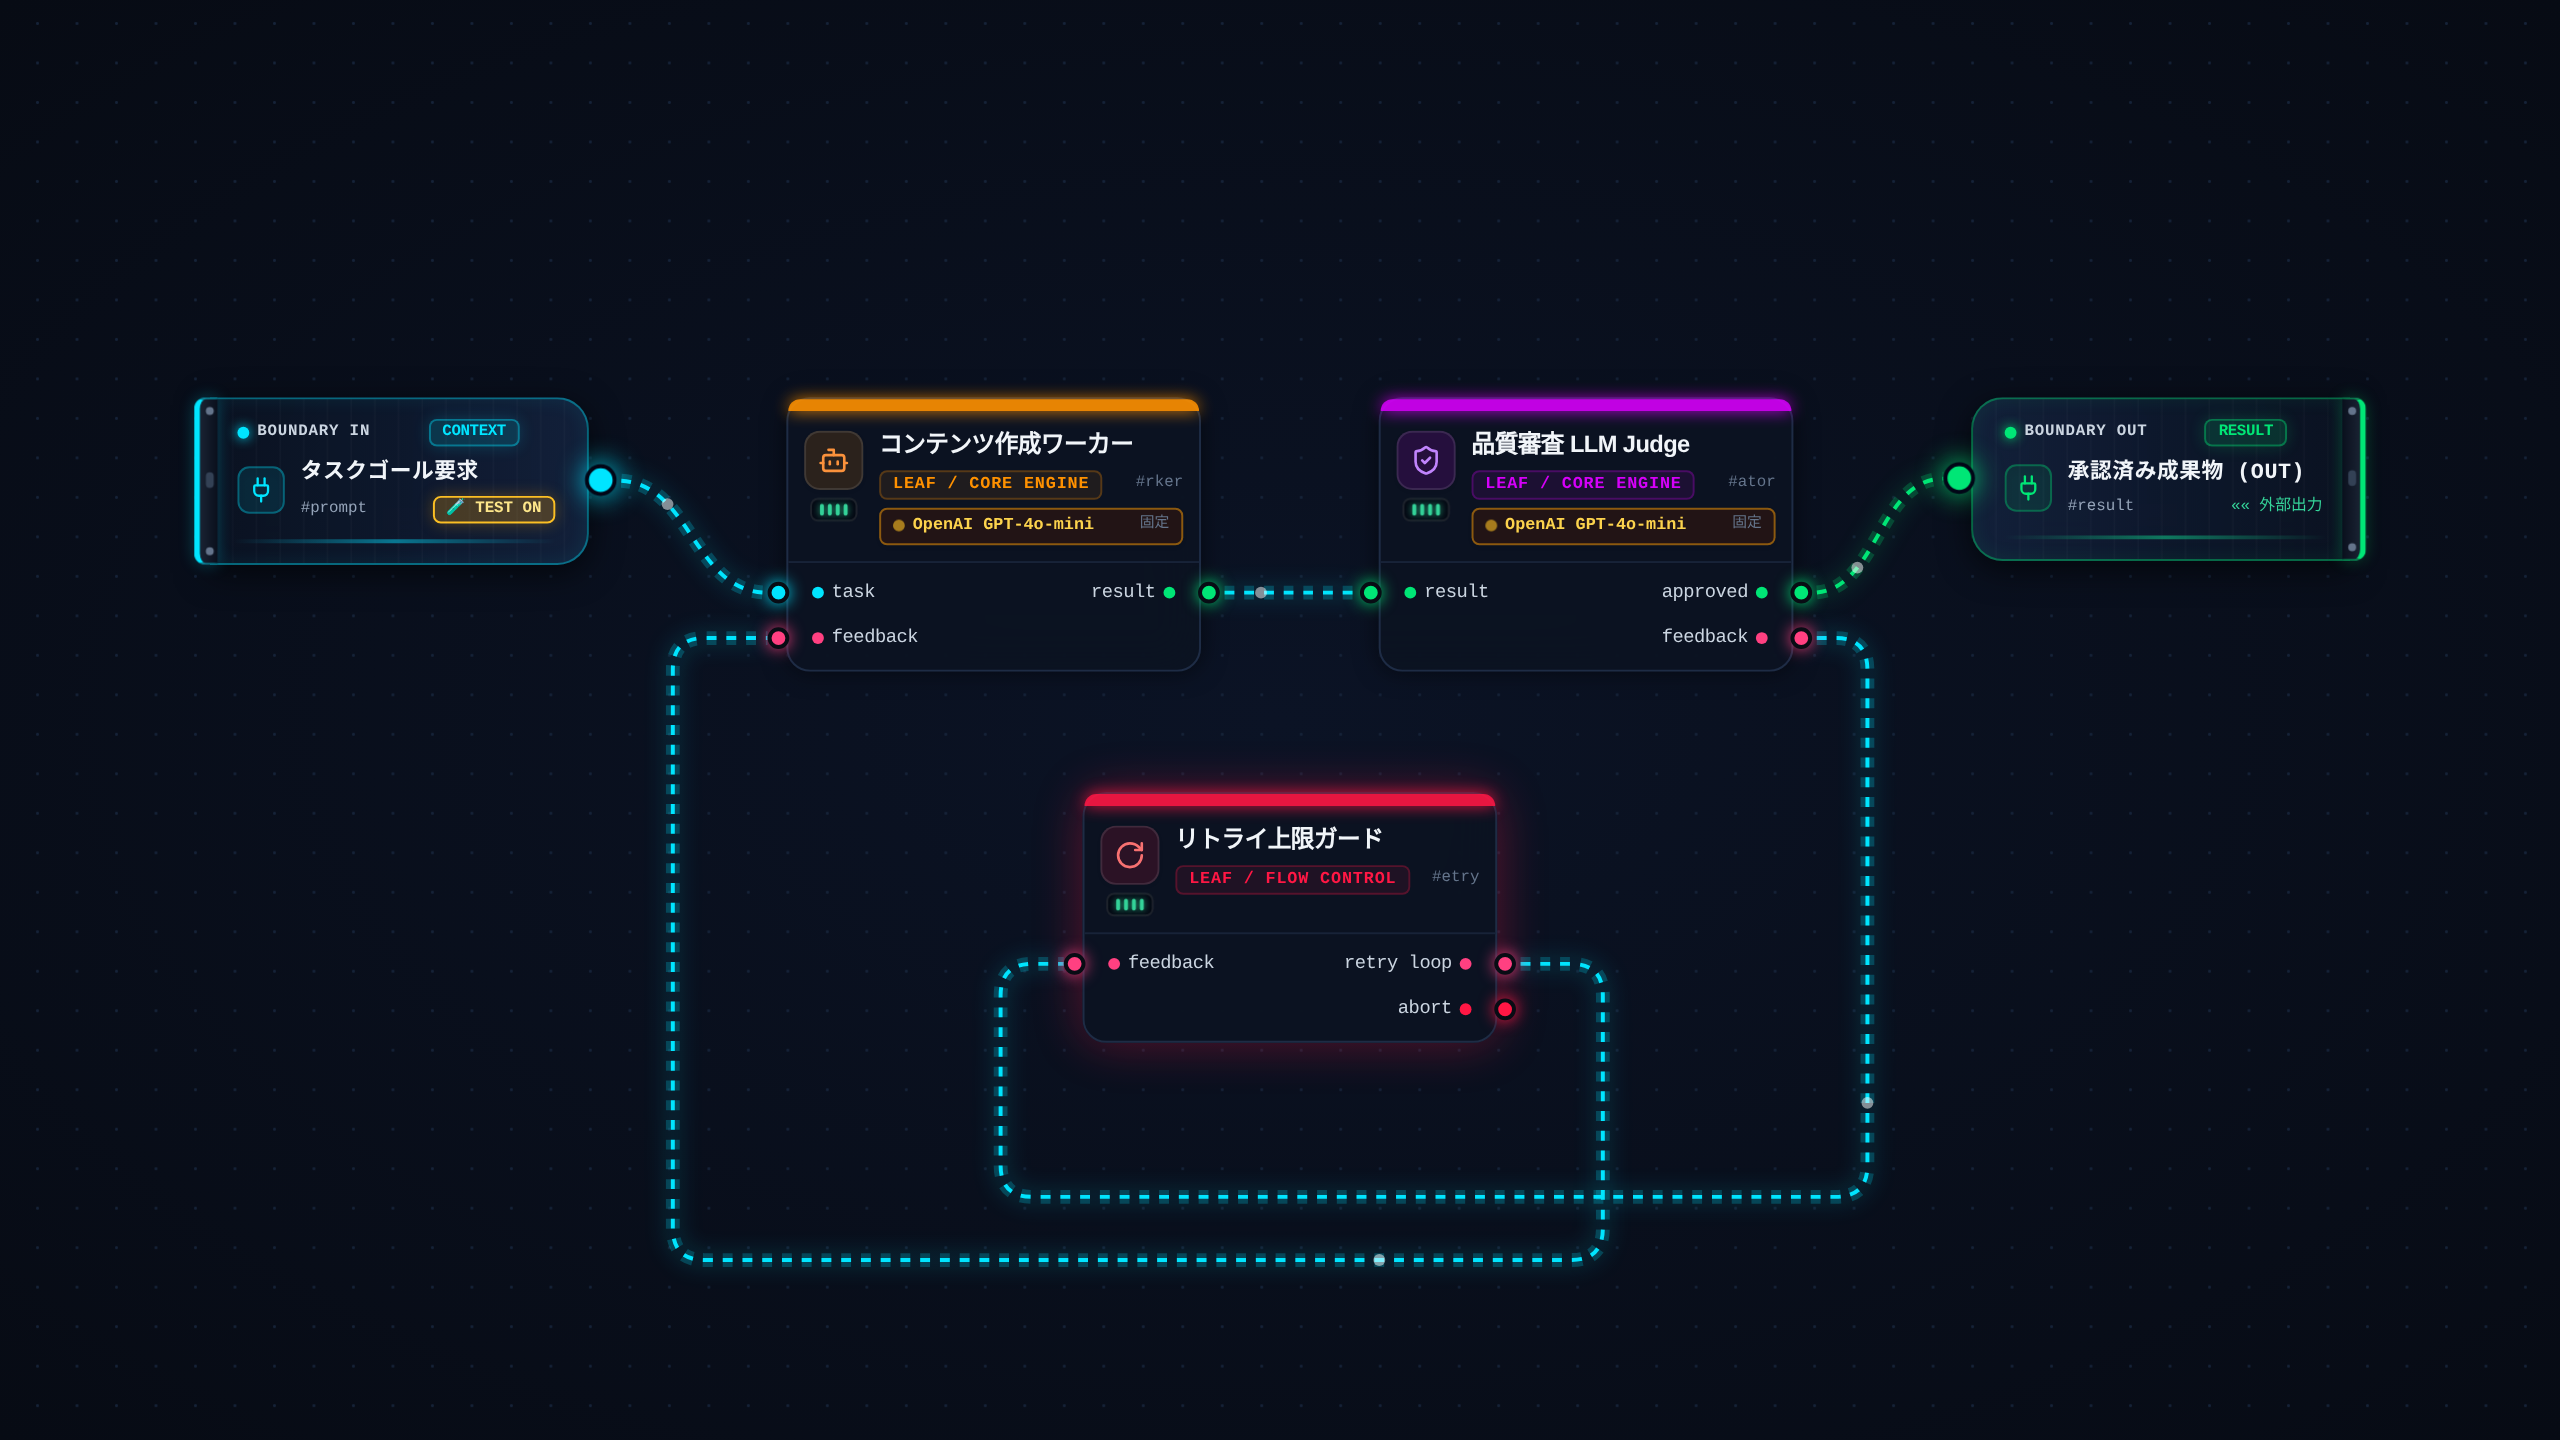 BOUNDARY IN CONTEXT
タスクゴール要求
#prompt 🧪 TEST ON
コンテンツ作成ワーカー
LEAF / CORE ENGINE #rker
OpenAI GPT-4o-mini 固定
task result
feedback
品質審査 LLM Judge
LEAF / CORE ENGINE #ator
OpenAI GPT-4o-mini 固定
result approved
feedback
BOUNDARY OUT RESULT
承認済み成果物 (OUT)
#result «« 外部出力
リトライ上限ガード
LEAF / FLOW CONTROL #etry
feedback retry loop
abort